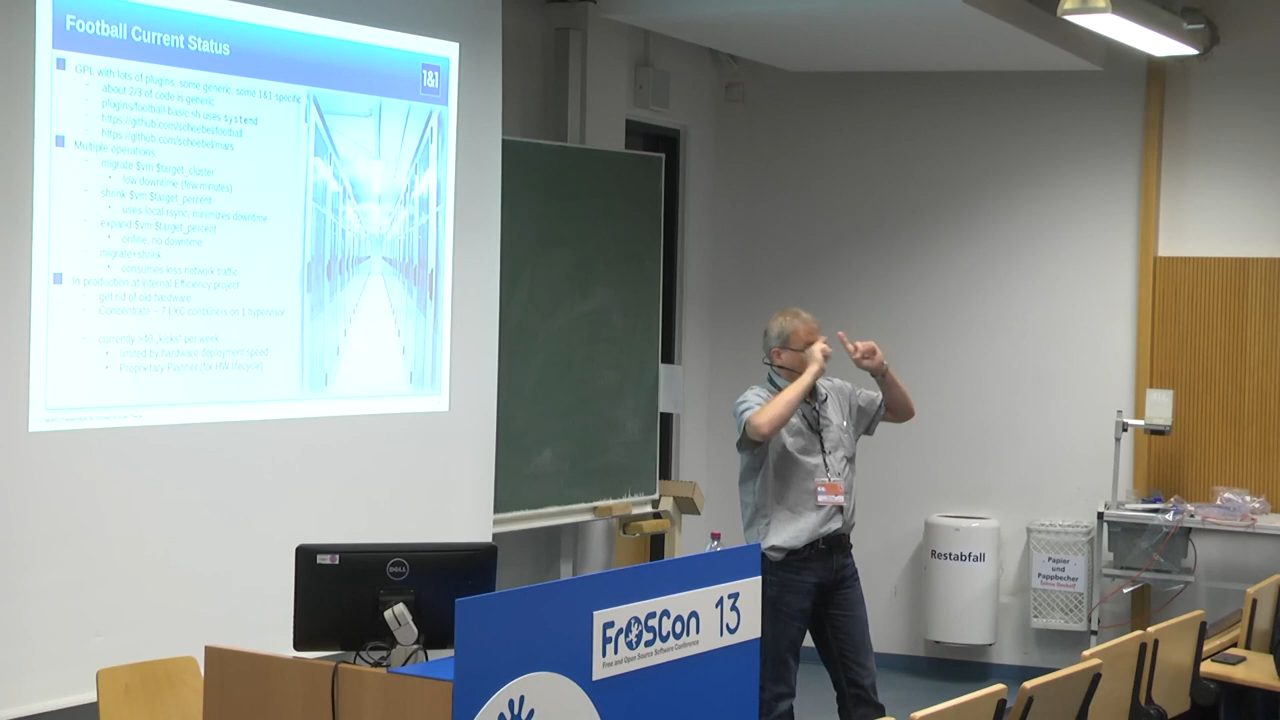 Football Current Status
1&1
GPL with lots of plugins, some generic, some 1&1-specific
about 2/3 of code is generic
plugins/football-basic.sh uses systemd
https://github.com/schoebel/football
https://github.com/schoebel/mars
Multiple operations:
migrate $vm $target_cluster
low downtime (few minutes)
shrink $vm $target_percent
uses local rsync, minimizes downtime
expand $vm $target_percent
online, no downtime
migrate+shrink
consumes less network traffic
In production at internal Efficiency project
get rid of old hardware
Concentrate ~ 7 LXC containers on 1 hypervisor
currently >40 „kicks" per week
limited by hardware deployment speed
Proprietary Planner (for HW lifecycle)
DELL
FrOSCon 13
Free and Open Source Software Conference
Restabfall
Papier
und
Pappbecher